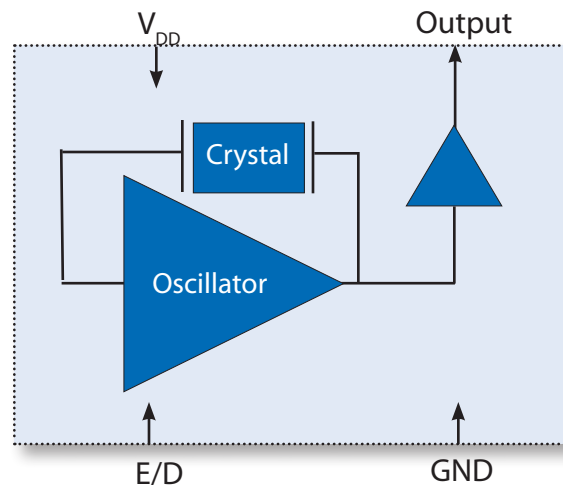 VDD
Output
Crystal
Oscillator
E/D
GND